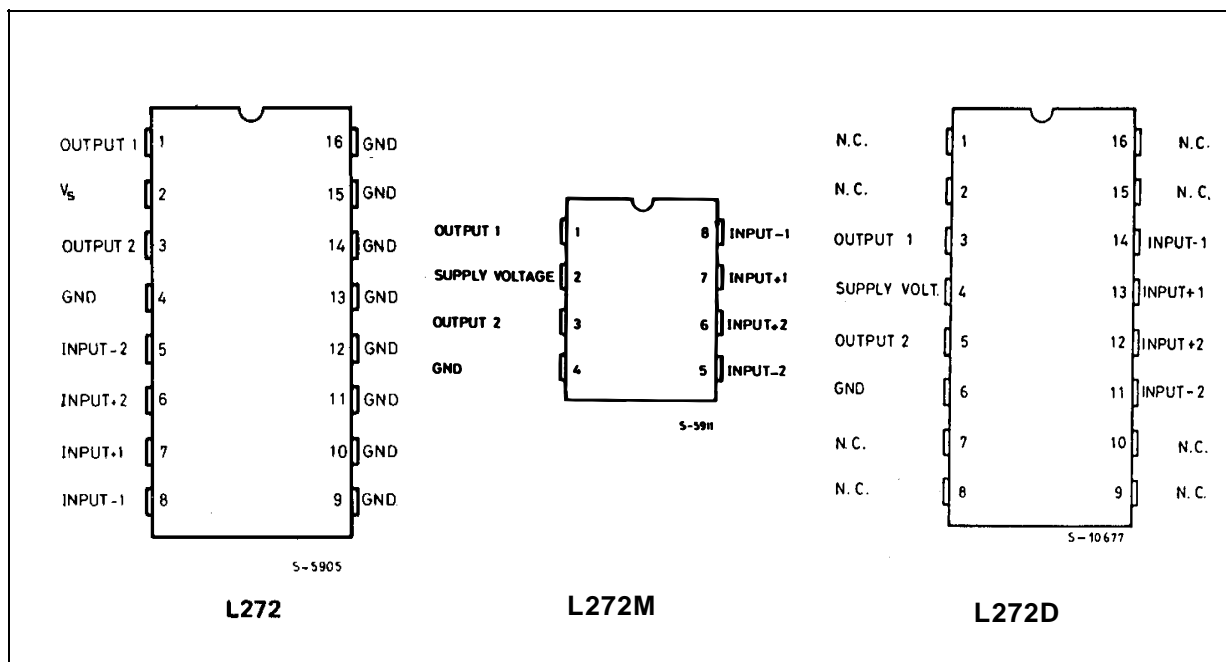 OUTPUT 1 1 16 GND
Vs 2 15 GND
OUTPUT 2 3 14 GND
GND 4 13 GND
INPUT-2 5 12 GND
INPUT+2 6 11 GND
INPUT+1 7 10 GND
INPUT-1 8 9 GND
S-5905
L272
OUTPUT 1 1 8 INPUT-1
SUPPLY VOLTAGE 2 7 INPUT+1
OUTPUT 2 3 6 INPUT+2
GND 4 5 INPUT-2
S-5911
L272M
N.C. 1 16 N.C.
N.C. 2 15 N.C.
OUTPUT 1 3 14 INPUT-1
SUPPLY VOLT. 4 13 INPUT+1
OUTPUT 2 5 12 INPUT+2
GND 6 11 INPUT-2
N.C. 7 10 N.C.
N.C. 8 9 N.C.
S-10677
L272D